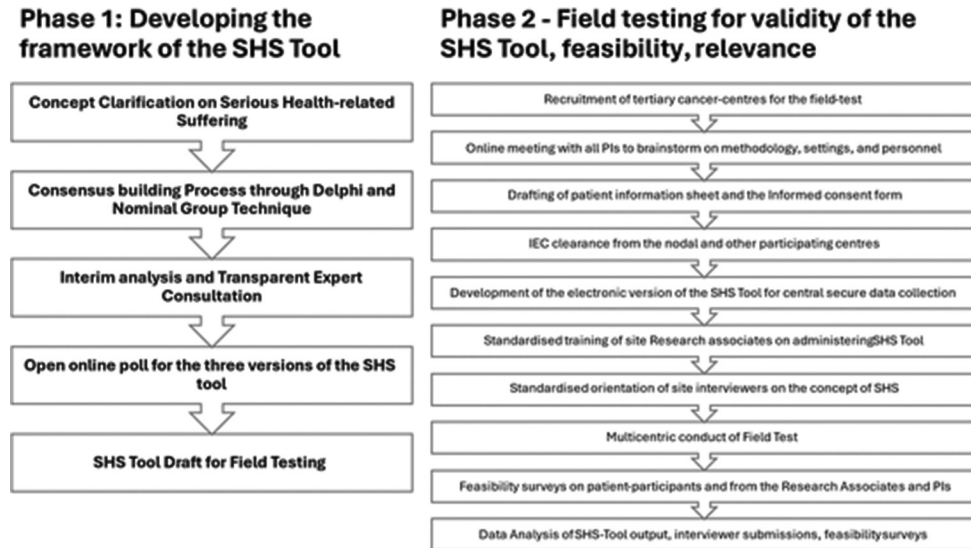 Phase 1: Developing the
framework of the SHS Tool
Concept Clarification on Serious Health-related
Suffering
Consensus building Process through Delphi and
Nominal Group Technique
Interim analysis and Transparent Expert
Consultation
Open online poll for the three versions of the SHS
tool
SHS Tool Draft for Field Testing
Phase 2 - Field testing for validity of the
SHS Tool, feasibility, relevance
Recruitment of tertiary cancer-centres for the field-test
Online meeting with all PIs to brainstorm on methodology, settings, and personnel
Drafting of patient information sheet and the Informed consent form
IEC clearance from the nodal and other participating centres
Development of the electronic version of the SHS Tool for central secure data collection
Standardised training of site Research associates on administeringSHS Tool
Standardised orientation of site interviewers on the concept of SHS
Multicentric conduct of Field Test
Feasibility surveys on patient-participants and from the Research Associates and PIs
Data Analysis of SHS-Tool output, interviewer submissions, feasibilitysurveys